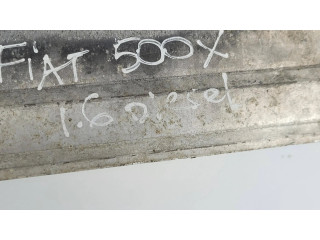 FiAT 500X
1.6 Diesel